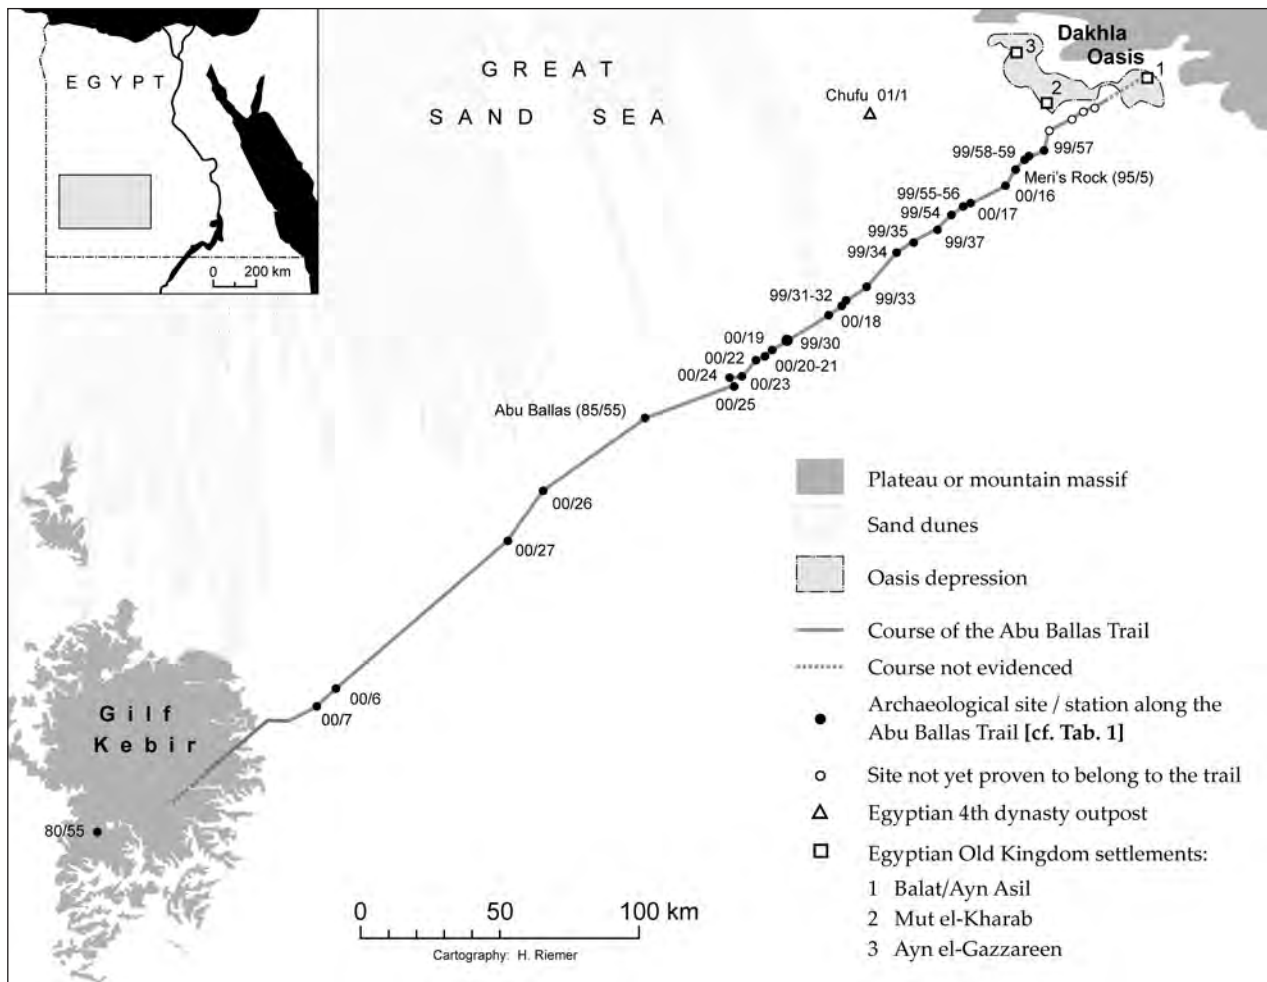 EGYPT
0 200 km
GREAT
SAND SEA
Dakhla
Oasis
3
1
2
Chufu 01/1
99/57
99/58-59
Meri's Rock (95/5)
00/16
99/55-56
00/17
99/54
99/37
99/35
99/34
99/33
99/31-32
00/18
00/19
99/30
00/22
00/20-21
00/24
00/23
00/25
Abu Ballas (85/55)
00/26
00/27
00/6
00/7
Gilf
Kebir
80/55
Plateau or mountain massif
Sand dunes
Oasis depression
Course of the Abu Ballas Trail
Course not evidenced
Archaeological site / station along the
Abu Ballas Trail [cf. Tab. 1]
Site not yet proven to belong to the trail
Egyptian 4th dynasty outpost
Egyptian Old Kingdom settlements:
1 Balat/Ayn Asil
2 Mut el-Kharab
3 Ayn el-Gazzareen
0 50 100 km
Cartography: H. Riemer